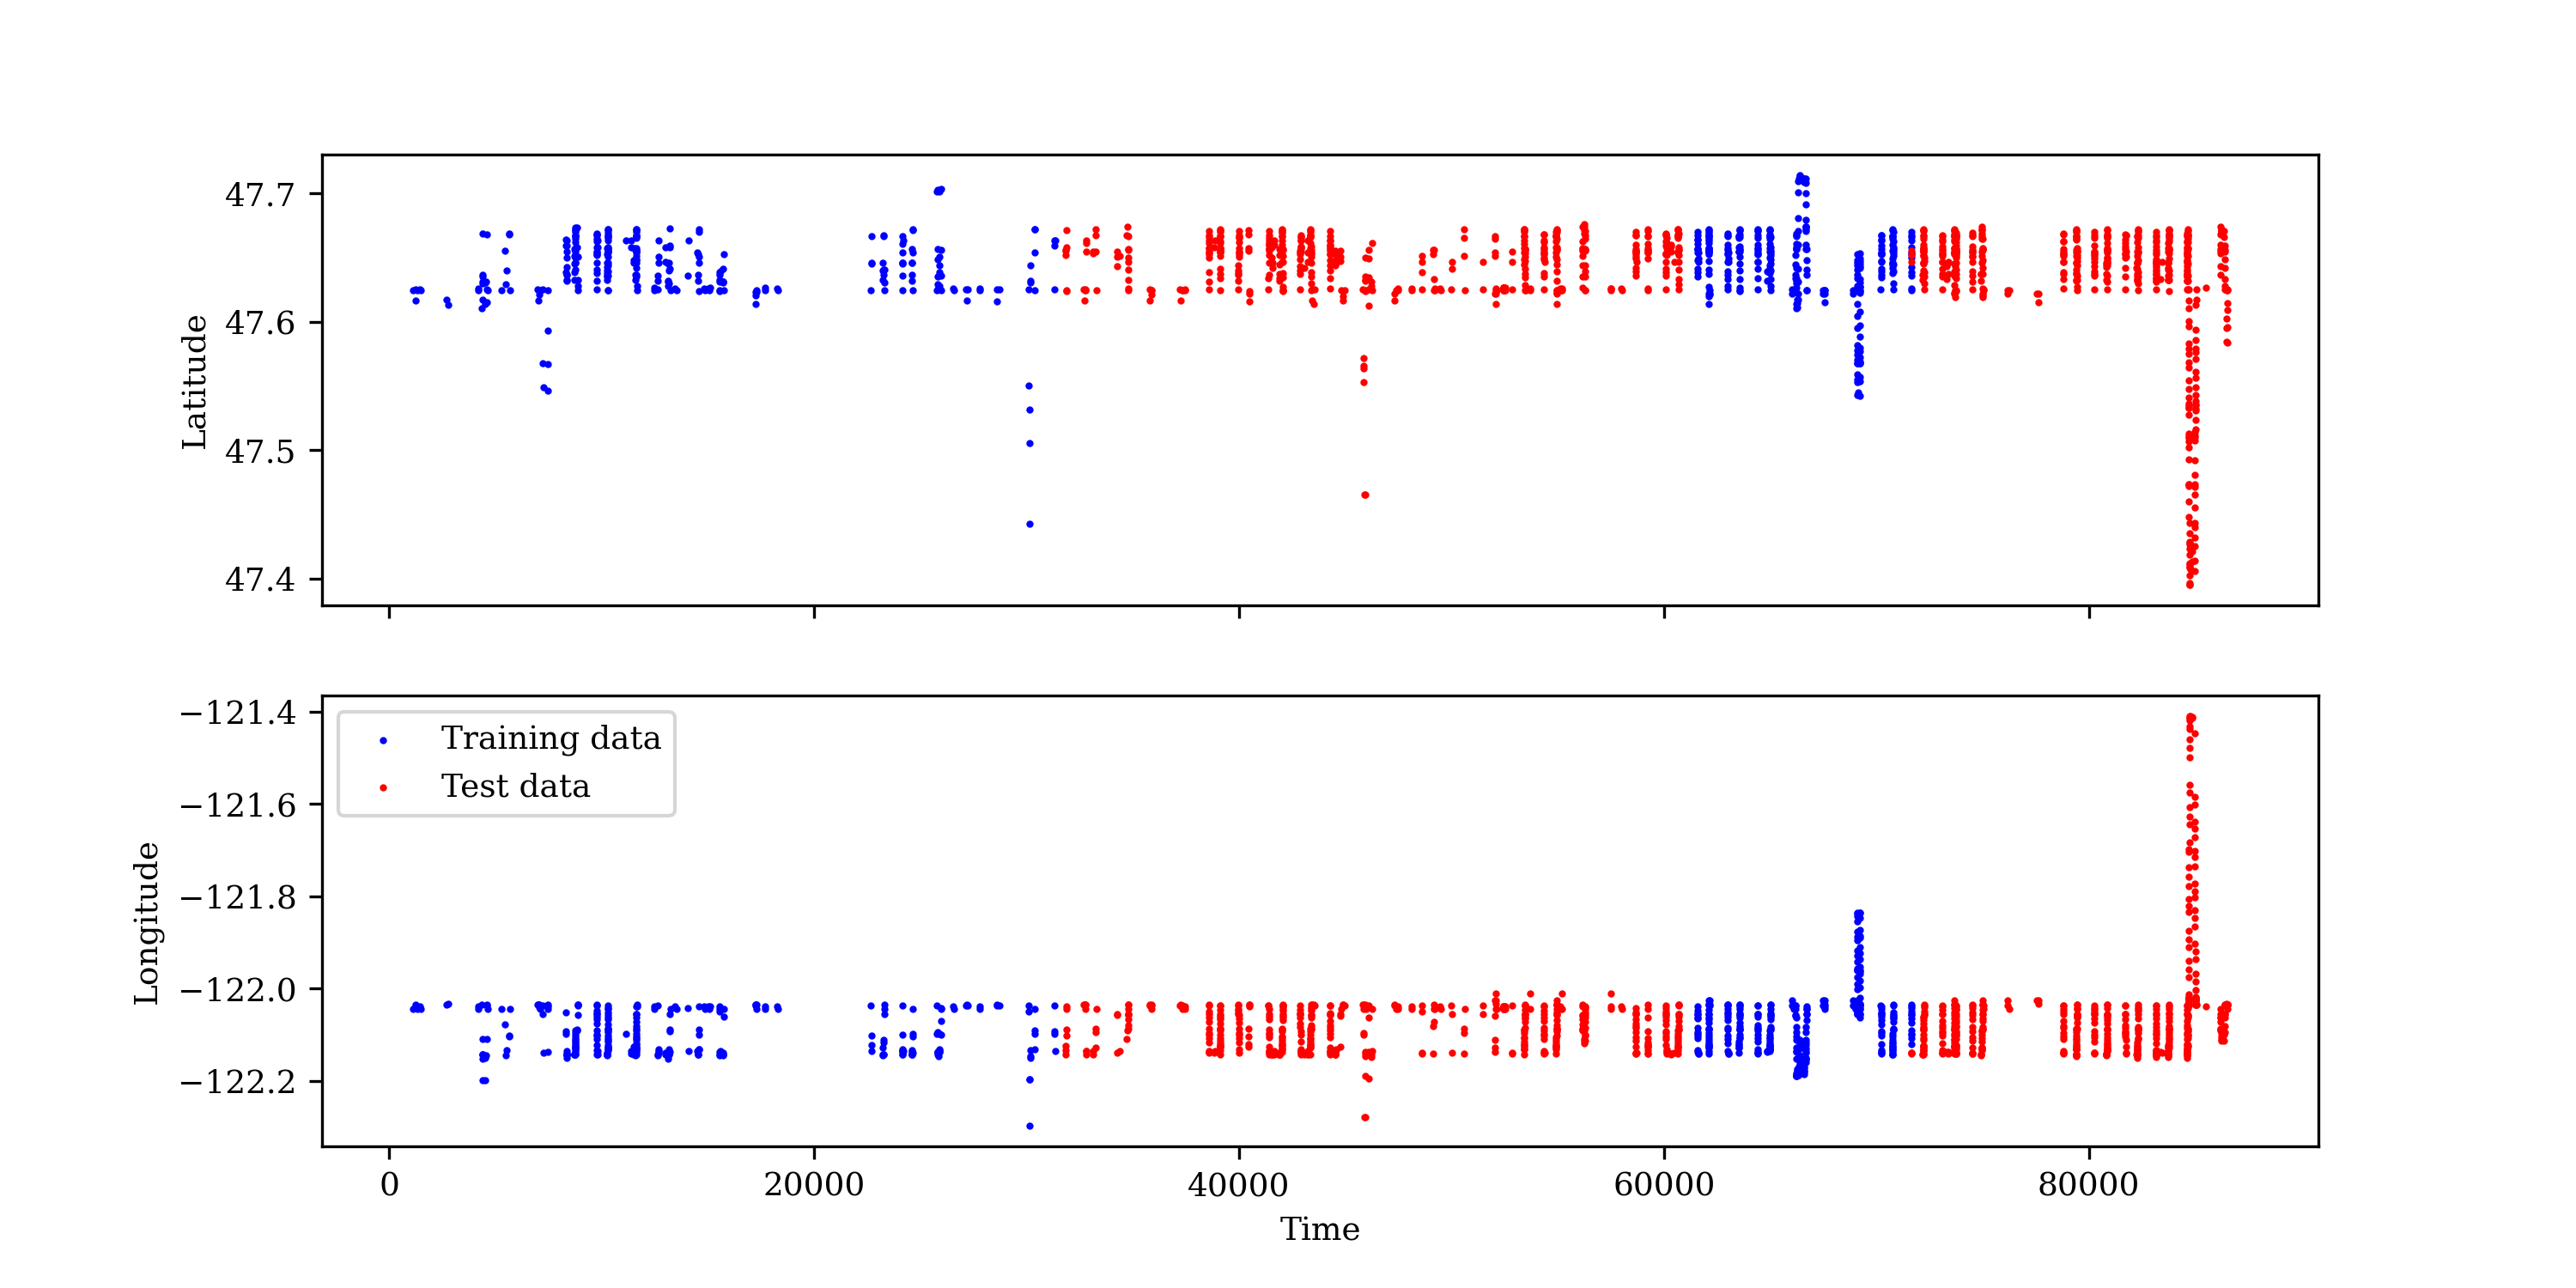 47.7
47.6
47.5
47.4
Latitude
−121.4
−121.6
−121.8
−122.0
−122.2
Longitude
Training data
Test data
0 20000 40000 60000 80000
Time